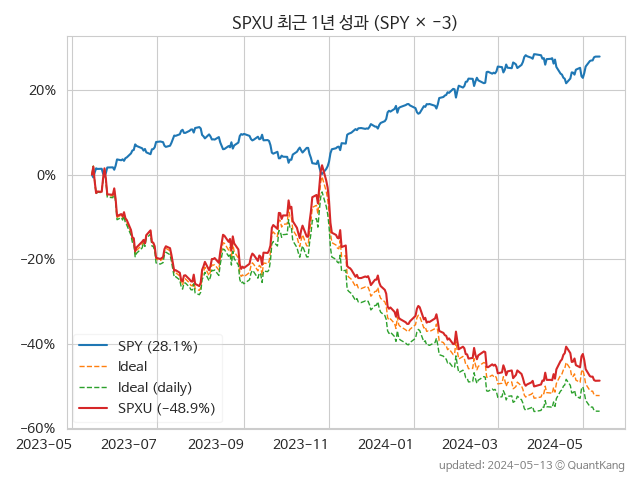 SPXU 최근 1년 성과 (SPY × −3)
20%
0%
−20%
−40%
−60%
SPY (28.1%)
Ideal
Ideal (daily)
SPXU (−48.9%)
2023-05 2023-07 2023-09 2023-11 2024-01 2024-03 2024-05
updated: 2024-05-13 ⓒ QuantKang